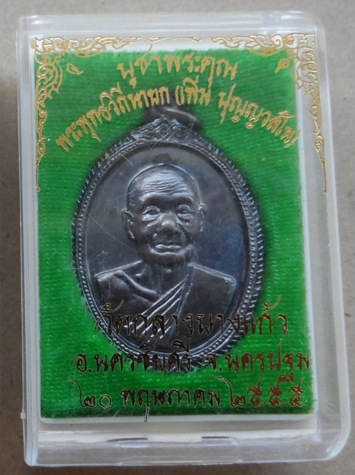 บูชาพระคุณ
พระพุทธวิถีนายก (เพิ่ม ปุญญวสโน)
วัดกลางบางแก้ว
อ.นครชัยศรี จ.นครปฐม
๒๐ พฤษภาคม ๒๕๕๕